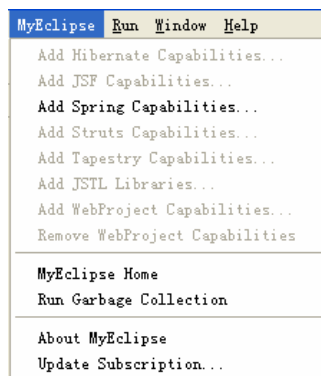 MyEclipse Run Window Help
Add Hibernate Capabilities...
Add JSF Capabilities...
Add Spring Capabilities...
Add Struts Capabilities...
Add Tapestry Capabilities...
Add JSTL Libraries...
Add WebProject Capabilities...
Remove WebProject Capabilities
MyEclipse Home
Run Garbage Collection
About MyEclipse
Update Subscription...